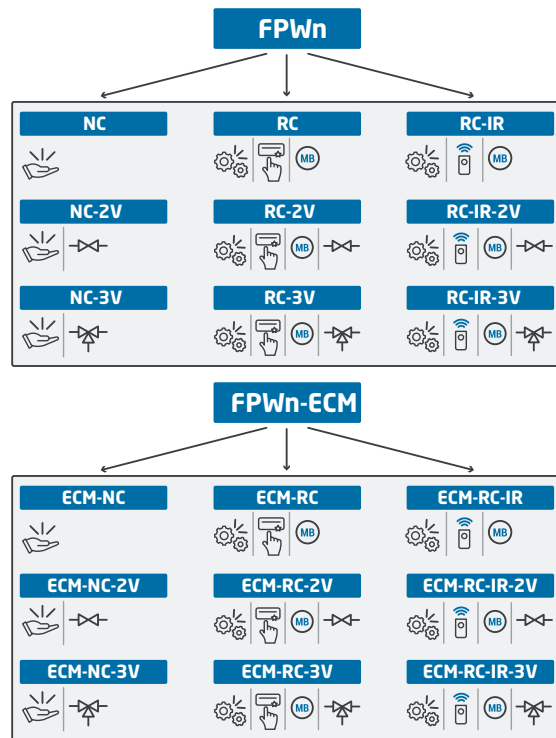 FPWn
NC RC RC-IR
MB MB
NC-2V RC-2V RC-IR-2V
MB MB
NC-3V RC-3V RC-IR-3V
MB MB
FPWn-ECM
ECM-NC ECM-RC ECM-RC-IR
MB MB
ECM-NC-2V ECM-RC-2V ECM-RC-IR-2V
MB MB
ECM-NC-3V ECM-RC-3V ECM-RC-IR-3V
MB MB